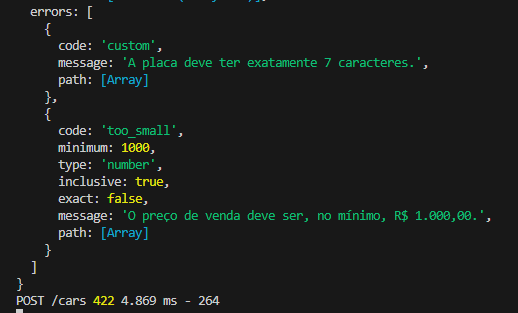 errors: [
{
code: 'custom',
message: 'A placa deve ter exatamente 7 caracteres.',
path: [Array]
},
{
code: 'too_small',
minimum: 1000,
type: 'number',
inclusive: true,
exact: false,
message: 'O preço de venda deve ser, no mínimo, R$ 1.000,00.',
path: [Array]
}
]
}
POST /cars 422 4.869 ms - 264